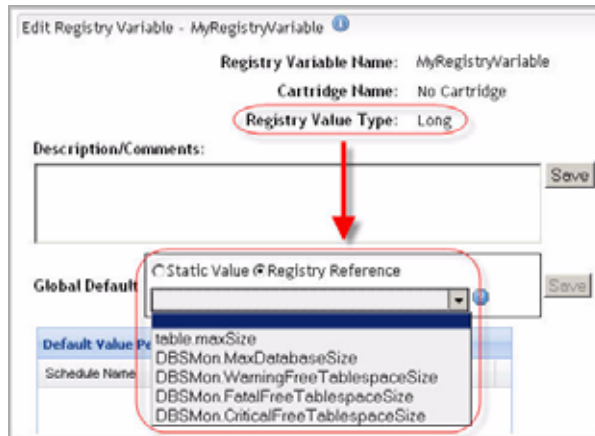 Edit Registry Variable - MyRegistryVariable
Registry Variable Name: MyRegistryVariable
Cartridge Name: No Cartridge
Registry Value Type: Long
Description/Comments:
Save
Static Value Registry Reference
Global Default
Save
table.maxSize
Default Value
DBSMon.MaxDatabaseSize
Schedule Name
DBSMon.WarningFreeTablespaceSize
DBSMon.FatalFreeTablespaceSize
DBSMon.CriticalFreeTablespaceSize